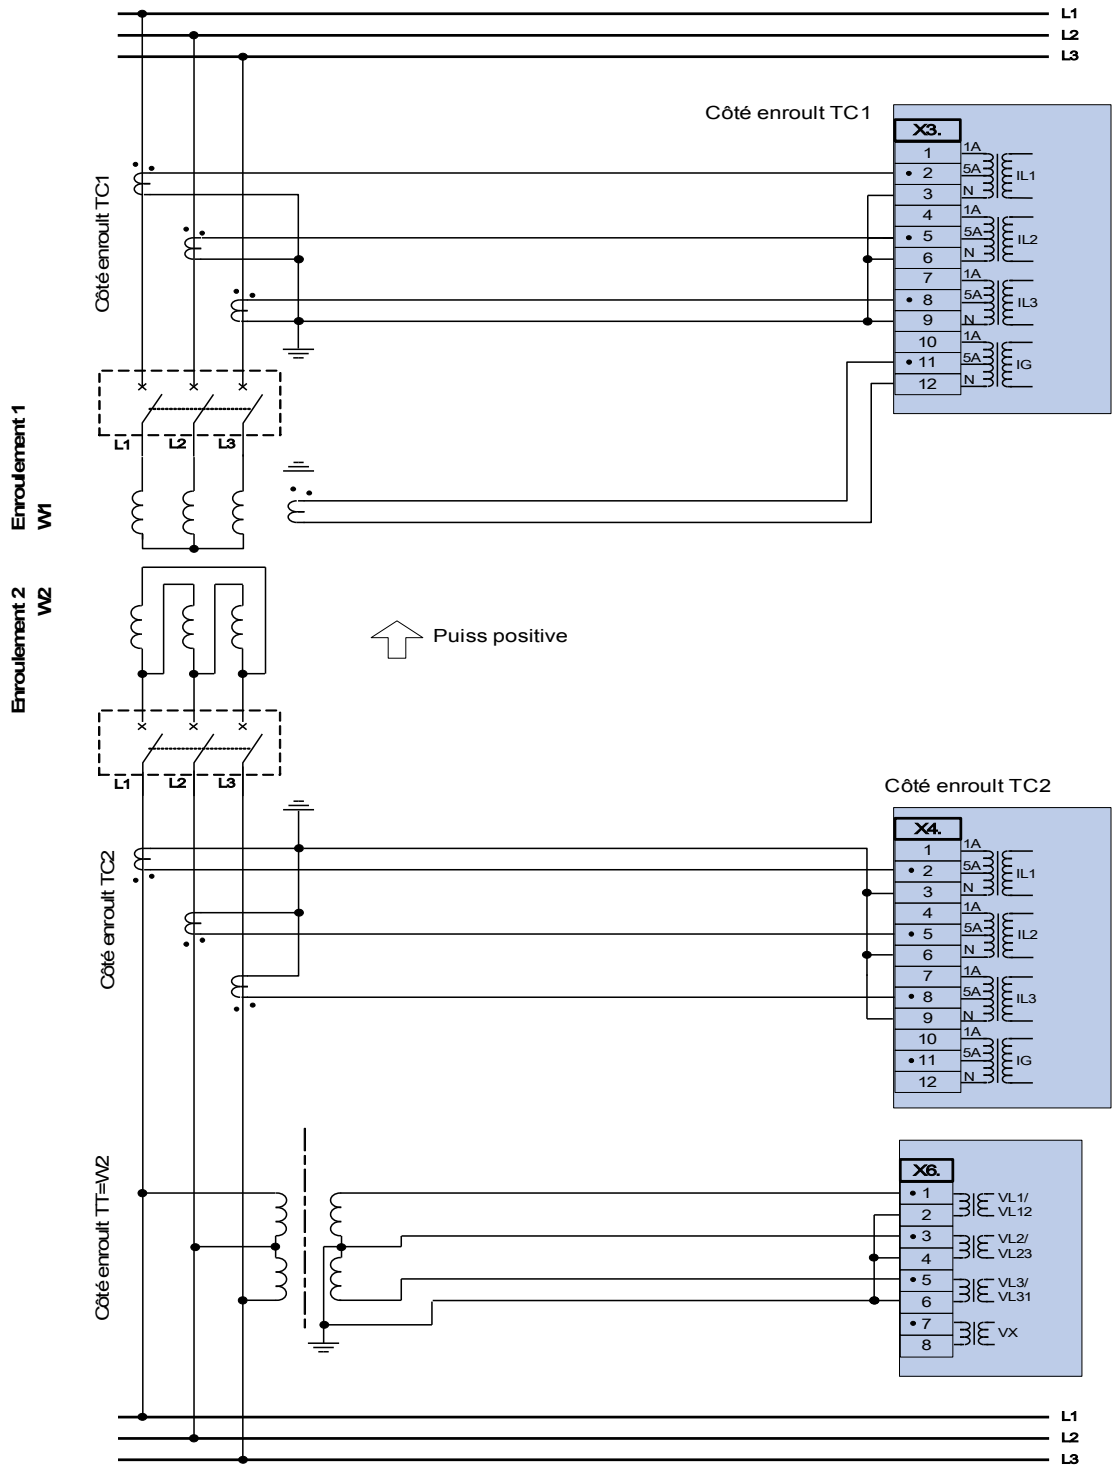 L1
L2
L3
Côté enroult TC1
X3.
1
1A
• 2
5A
IL1
3
N
4
1A
• 5
5A
IL2
6
N
7
1A
• 8
5A
IL3
9
N
10
1A
• 11
5A
IG
12
N
Côté enroult TC1
L1
L2
L3
Enroulement 1
W1
Enroulement 2
W2
Puiss positive
L1
L2
L3
Côté enroult TC2
X4.
1
1A
• 2
5A
IL1
3
N
4
1A
• 5
5A
IL2
6
N
7
1A
• 8
5A
IL3
9
N
10
1A
• 11
5A
IG
12
N
Côté enroult TC2
Côté enroult TT=W2
X6.
• 1
VL1/
2
VL12
• 3
VL2/
4
VL23
• 5
VL3/
6
VL31
• 7
VX
8
L1
L2
L3